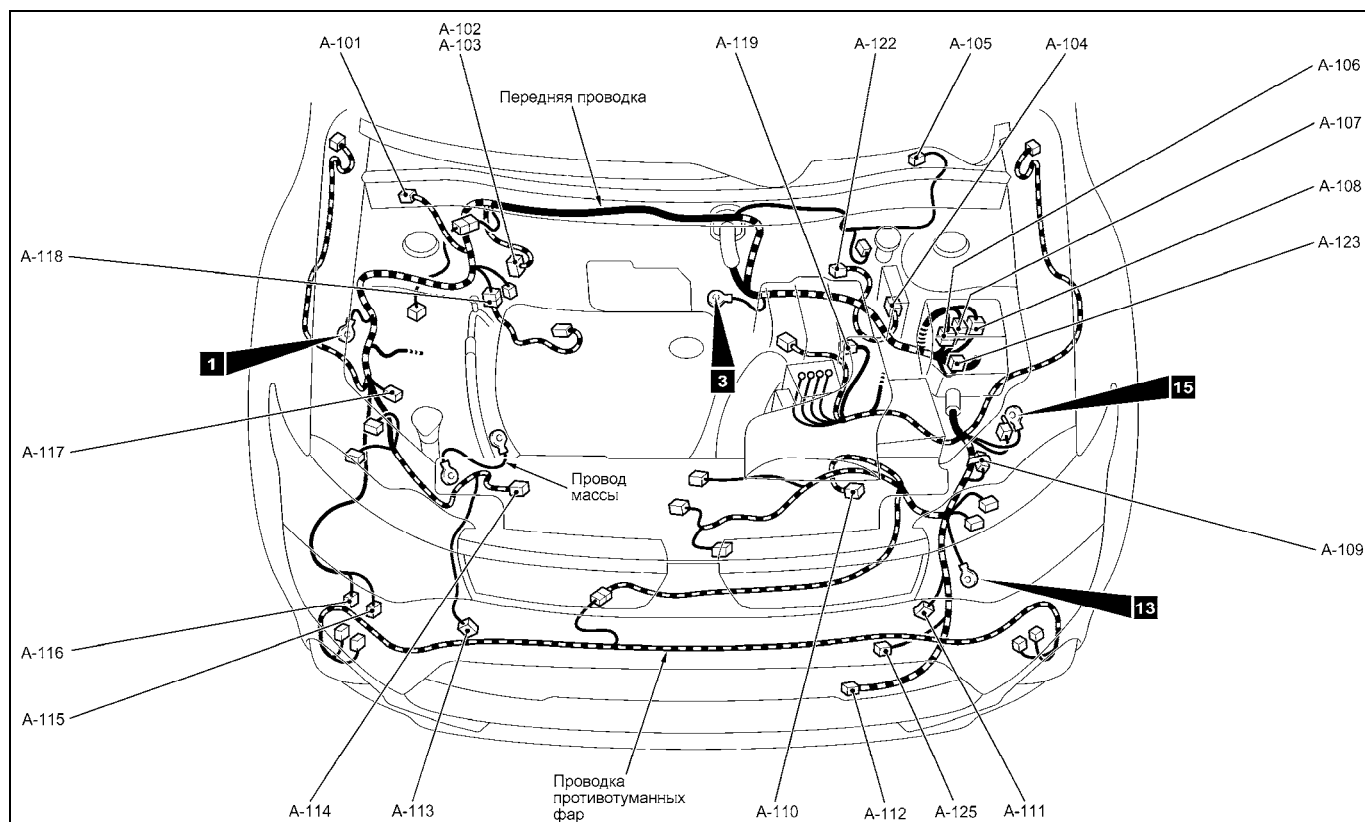 A-102
A-101
A-103
A-119
A-122
A-105
A-104
A-106
Передняя проводка
A-107
A-108
A-118
A-123
1
3
15
A-117
Провод
массы
A-109
13
A-116
A-115
Проводка
противотуманных
фар
A-114
A-113
A-110
A-112
A-125
A-111